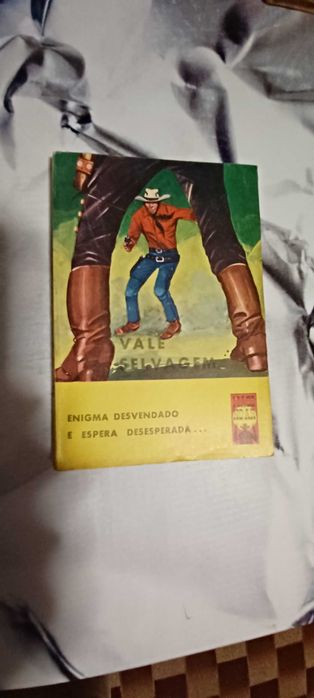 VALE
SELVAGEM
ENIGMA DESVENDADO
E ESPERA DESESPERADA...